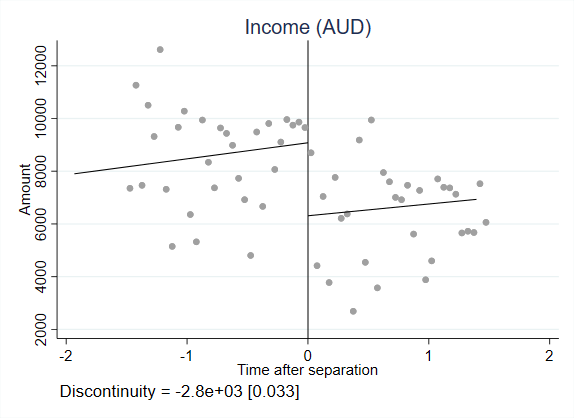 Income (AUD)
12000
10000
8000
6000
4000
2000
Amount
-2
-1
0
1
2
Time after separation
Discontinuity = -2.8e+03 [0.033]